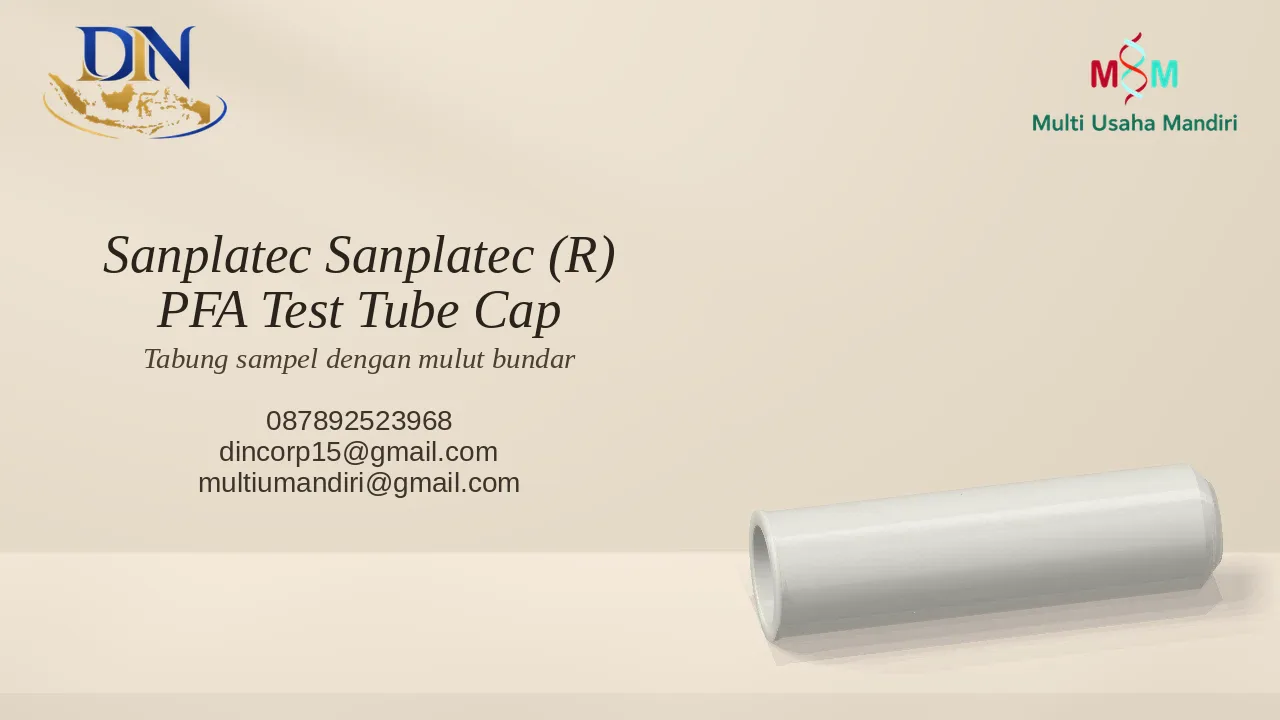 DIN
M M
Multi Usaha Mandiri
Sanplatec Sanplatec (R)
PFA Test Tube Cap
Tabung sampel dengan mulut bundar
087892523968
dincorp15@gmail.com
multiumandiri@gmail.com